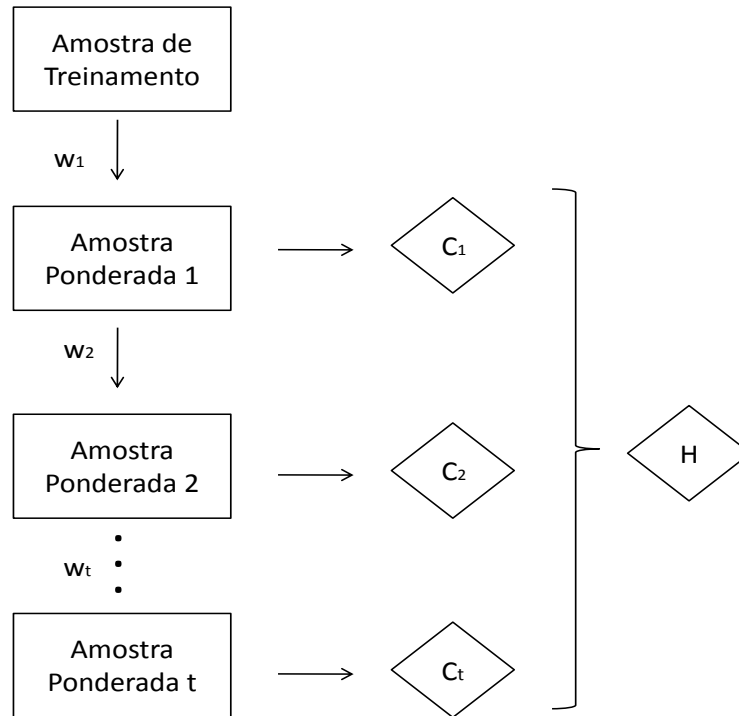 Amostra de
Treinamento
w1
Amostra
Ponderada 1
C1
w2
Amostra
Ponderada 2
C2
H
wt
Amostra
Ponderada t
Ct